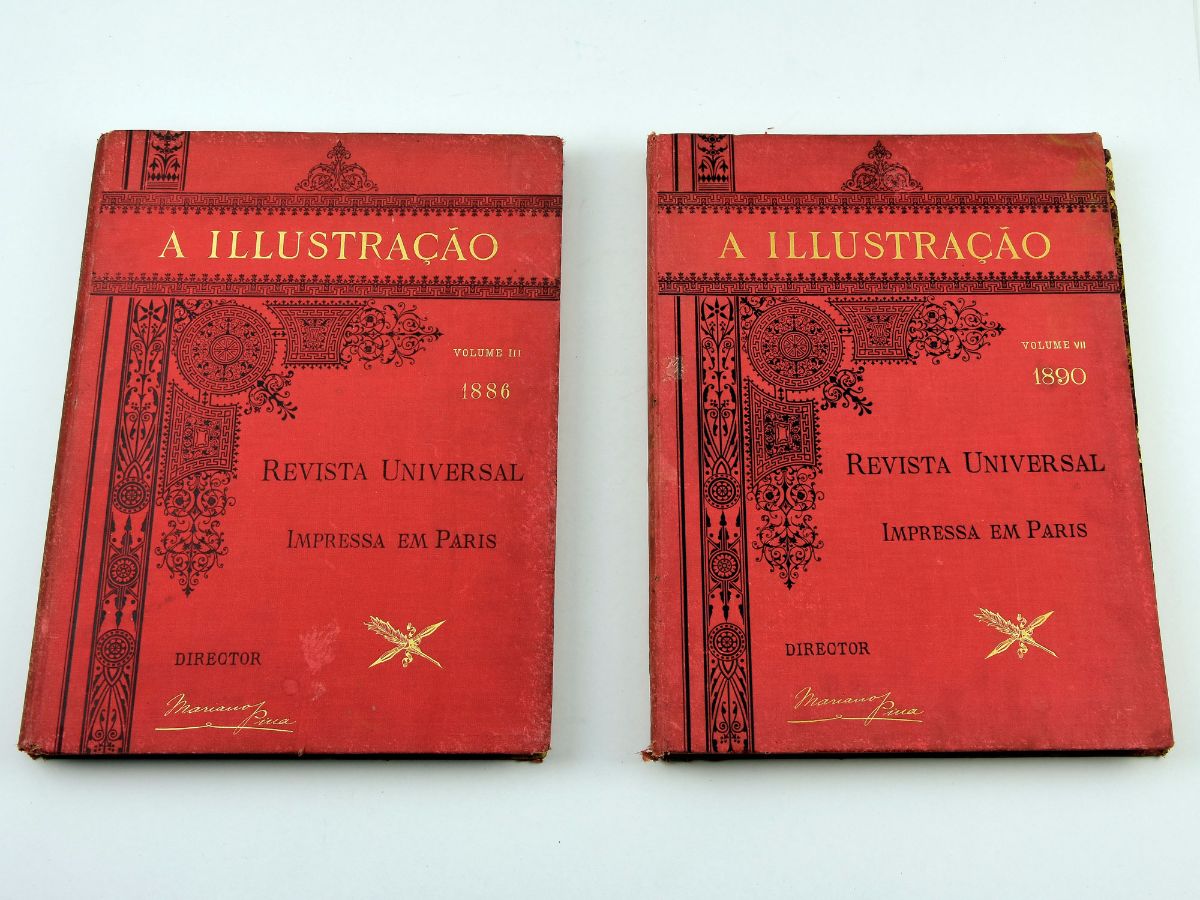 A ILLUSTRAÇÃO
VOLUME III
1886
REVISTA UNIVERSAL
IMPRESSA EM PARIS
DIRECTOR
Mariano Pina
A ILLUSTRAÇÃO
VOLUME VII
1890
REVISTA UNIVERSAL
IMPRESSA EM PARIS
DIRECTOR
Mariano Pina